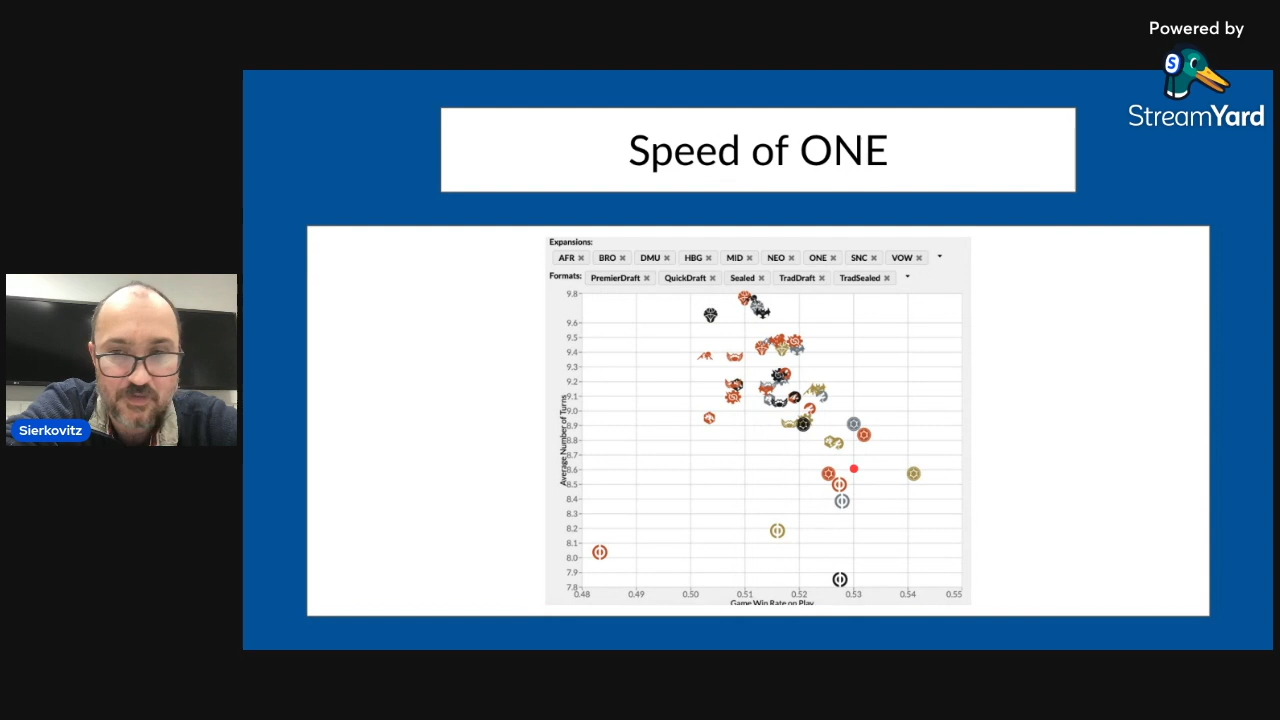 Powered by
StreamYard
Speed of ONE
Expansions:
AFR BRO DMU HBG MID NEO ONE SNC VOW
Formats:
PremierDraft QuickDraft Sealed TradDraft TradSealed
Average Number of Turns
9.8
9.6
9.5
9.4
9.2
9.1
9.0
8.9
8.8
8.7
8.6
8.5
8.4
8.3
8.2
8.1
8.0
7.9
7.8
0.48 0.49 0.50 0.51 0.52 0.53 0.54 0.55
Game Win Rate on Play
Sierkovitz